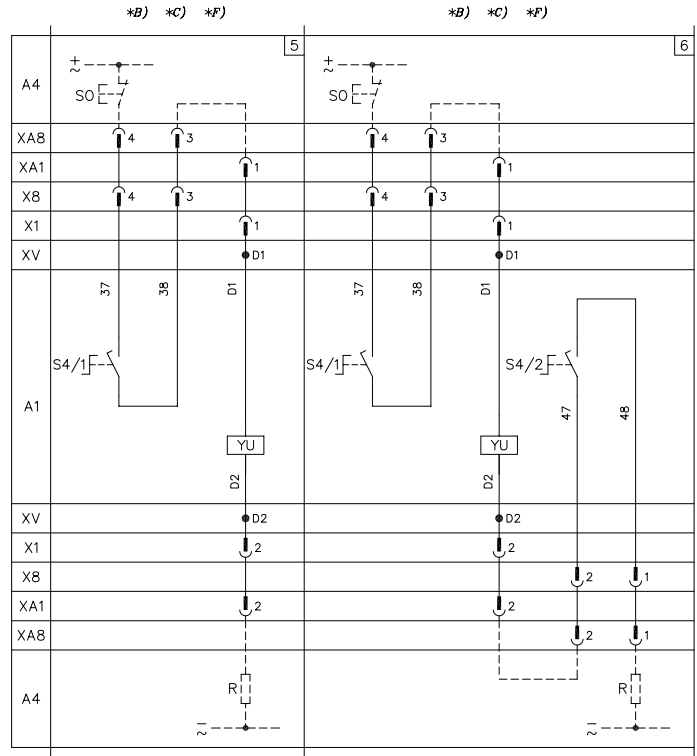 *B) *C) *F) *B) *C) *F)
5 6
A4
+
~
+
~
S0 S0
XA8 4 3 4 3
XA1 1 1
X8 4 3 4 3
X1 1 1
XV D1 D1
37 38 D1 37 38 D1
S4/1 S4/1 S4/2
A1
47 48
YU YU
D2 D2
XV D2 D2
X1 2 2
X8 2 1
XA1 2 2
XA8 2 1
A4 R R
–
~
–
~